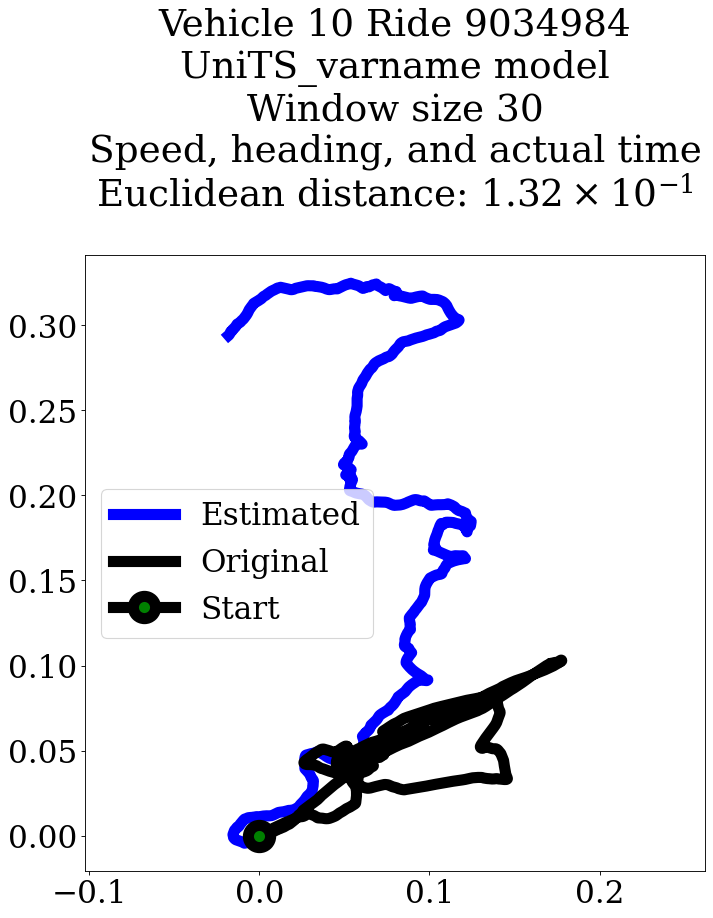 Vehicle 10 Ride 9034984
UniTS_varname model
Window size 30
Speed, heading, and actual time
Euclidean distance: 1.32 × 10⁻¹
0.30
0.25
0.20
0.15
0.10
0.05
0.00
Estimated
Original
Start
−0.1 0.0 0.1 0.2